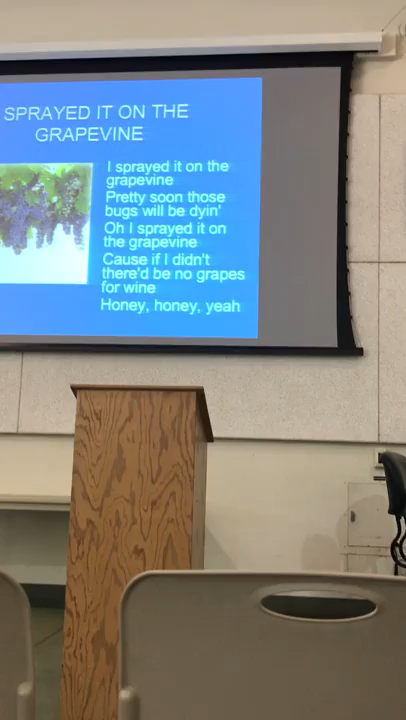 SPRAYED IT ON THE
GRAPEVINE
I sprayed it on the
grapevine
Pretty soon those
bugs will be dyin'
Oh I sprayed it on
the grapevine
Cause if I didn't
there'd be no grapes
for wine
Honey, honey, yeah